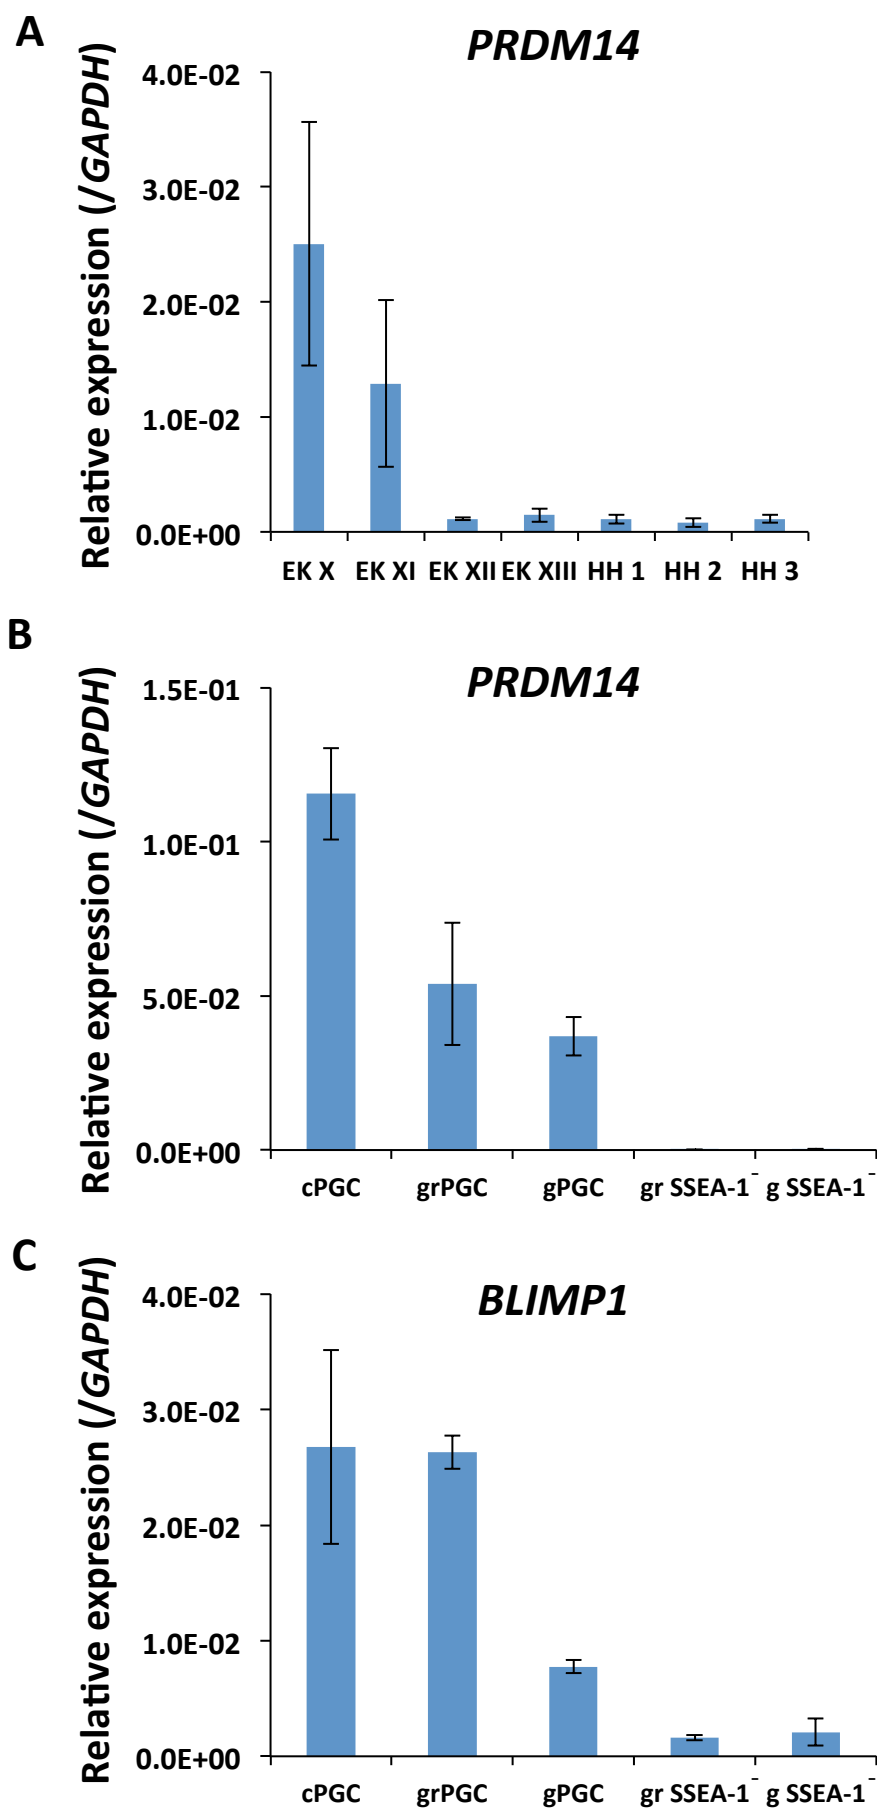 A
PRDM14
Relative expression (/GAPDH)
4.0E-02
3.0E-02
2.0E-02
1.0E-02
0.0E+00
EK X EK XI EK XII EK XIII HH 1 HH 2 HH 3
B
PRDM14
Relative expression (/GAPDH)
1.5E-01
1.0E-01
5.0E-02
0.0E+00
cPGC grPGC gPGC gr SSEA-1⁻ g SSEA-1⁻
C
BLIMP1
Relative expression (/GAPDH)
4.0E-02
3.0E-02
2.0E-02
1.0E-02
0.0E+00
cPGC grPGC gPGC gr SSEA-1⁻ g SSEA-1⁻